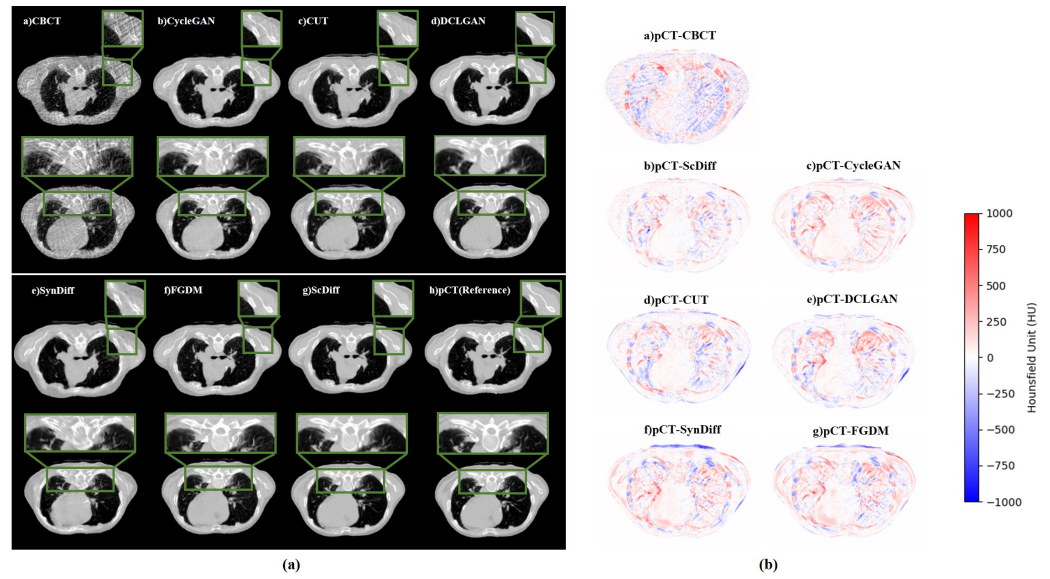 a)CBCT
b)CycleGAN
c)CUT
d)DCLGAN
e)SynDiff
f)FGDM
g)ScDiff
h)pCT(Reference)
(a)
a)pCT-CBCT
b)pCT-ScDiff
c)pCT-CycleGAN
d)pCT-CUT
e)pCT-DCLGAN
f)pCT-SynDiff
g)pCT-FGDM
1000
750
500
250
0
−250
−500
−750
−1000
Hounsfield Unit (HU)
(b)